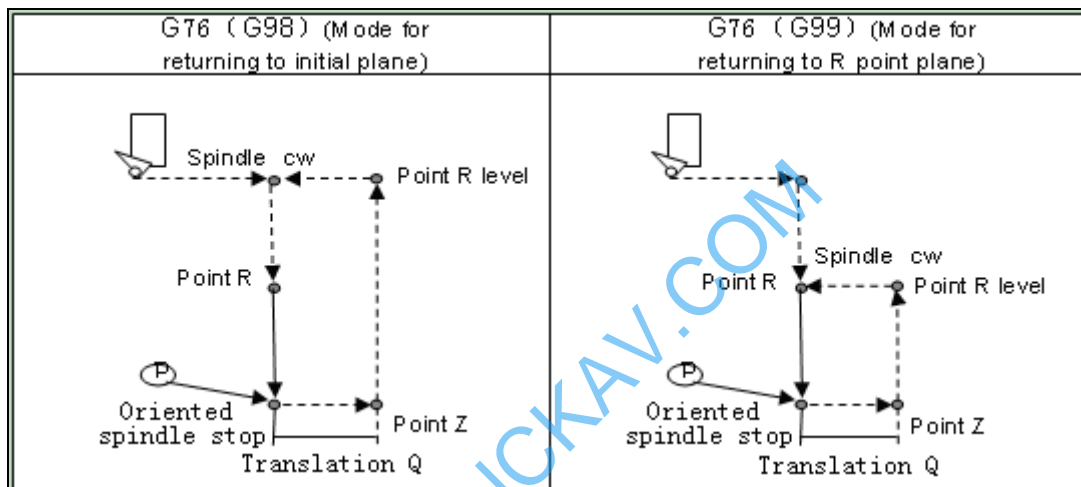 G76 (G98) (Mode for
returning to initial plane)
G76 (G99) (Mode for
returning to R point plane)
Spindle cw
Point R level
Point R
P
Oriented
spindle stop
Point Z
Translation Q
Spindle cw
Point R
Point R level
P
Oriented
spindle stop
Point Z
Translation Q